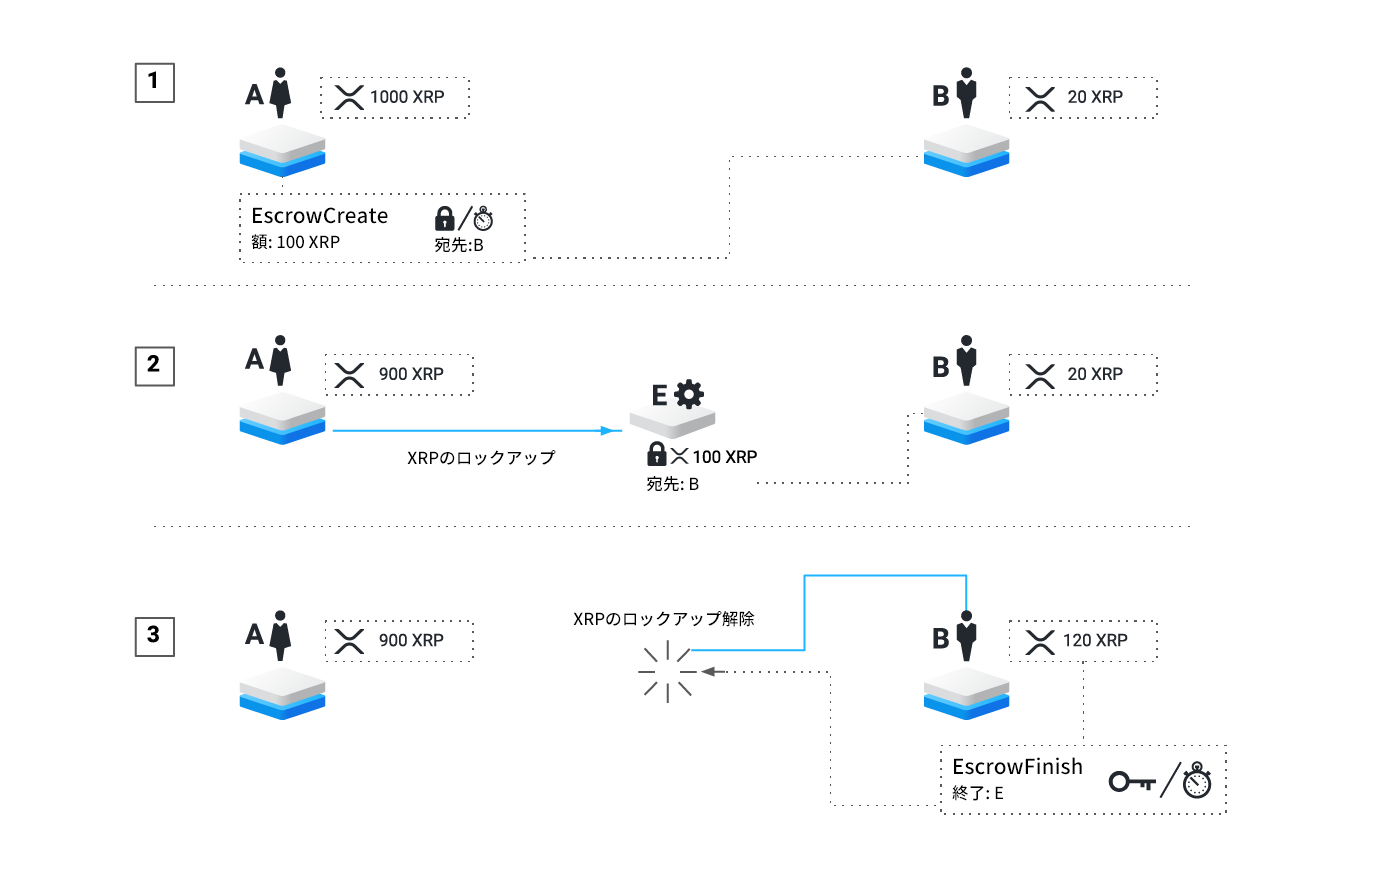 1
A
1000 XRP
B
20 XRP
EscrowCreate
額: 100 XRP
宛先:B
2
A
900 XRP
E
B
20 XRP
XRPのロックアップ
100 XRP
宛先: B
3
A
900 XRP
XRPのロックアップ解除
B
120 XRP
EscrowFinish
終了: E